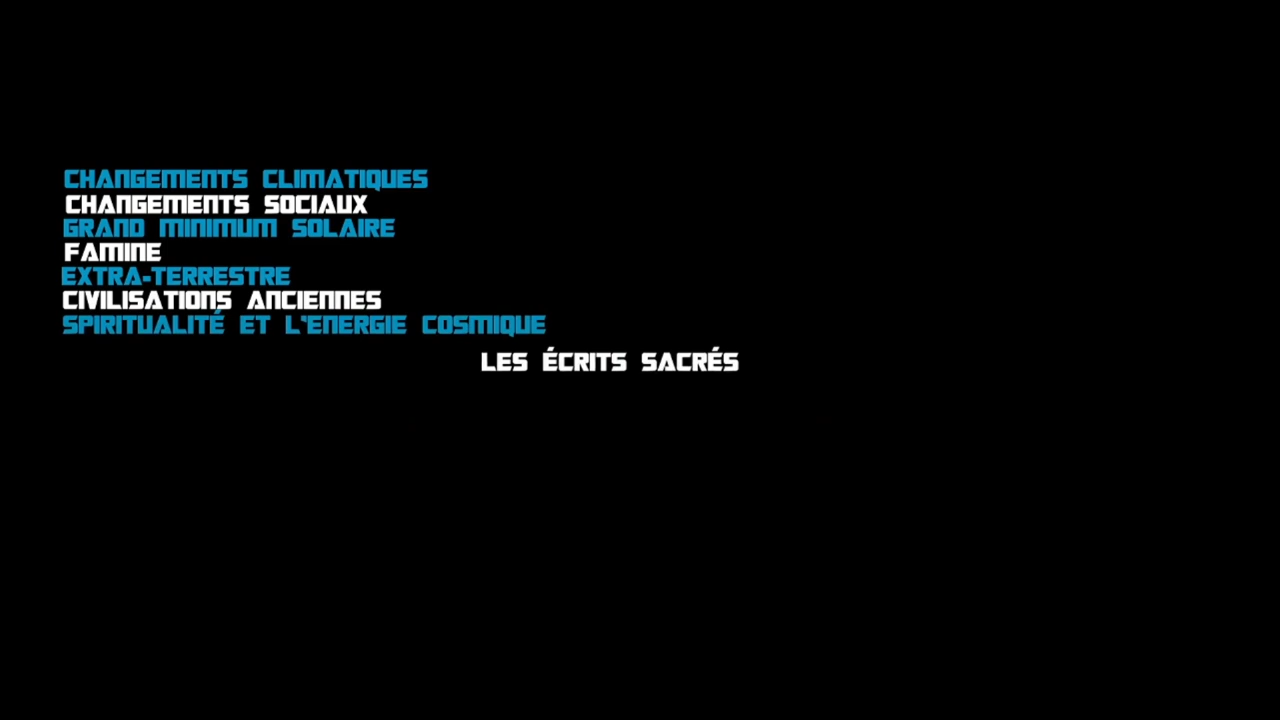 CHANGEMENTS CLIMATIQUES
CHANGEMENTS SOCIAUX
GRAND MINIMUM SOLAIRE
FAMINE
EXTRA-TERRESTRE
CIVILISATIONS ANCIENNES
SPIRITUALITÉ ET L'ENERGIE COSMIQUE
LES ÉCRITS SACRÉS